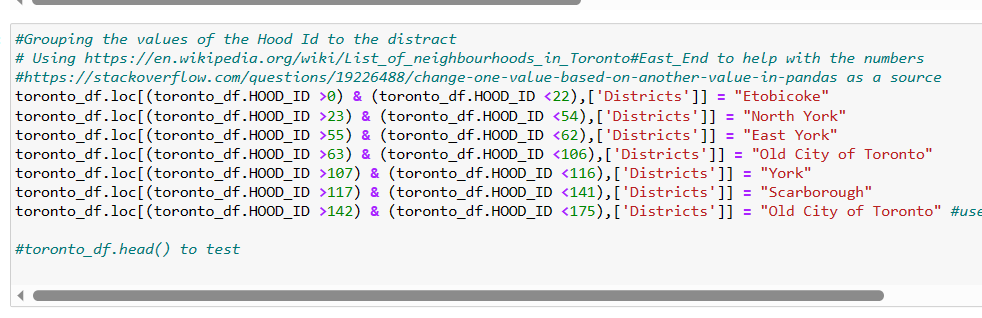 #Grouping the values of the Hood Id to the distract
# Using https://en.wikipedia.org/wiki/List_of_neighbourhoods_in_Toronto#East_End to help with the numbers
#https://stackoverflow.com/questions/19226488/change-one-value-based-on-another-value-in-pandas as a source
toronto_df.loc[(toronto_df.HOOD_ID >0) & (toronto_df.HOOD_ID <22),['Districts']] = "Etobicoke"
toronto_df.loc[(toronto_df.HOOD_ID >23) & (toronto_df.HOOD_ID <54),['Districts']] = "North York"
toronto_df.loc[(toronto_df.HOOD_ID >55) & (toronto_df.HOOD_ID <62),['Districts']] = "East York"
toronto_df.loc[(toronto_df.HOOD_ID >63) & (toronto_df.HOOD_ID <106),['Districts']] = "Old City of Toronto"
toronto_df.loc[(toronto_df.HOOD_ID >107) & (toronto_df.HOOD_ID <116),['Districts']] = "York"
toronto_df.loc[(toronto_df.HOOD_ID >117) & (toronto_df.HOOD_ID <141),['Districts']] = "Scarborough"
toronto_df.loc[(toronto_df.HOOD_ID >142) & (toronto_df.HOOD_ID <175),['Districts']] = "Old City of Toronto" #use
#toronto_df.head() to test